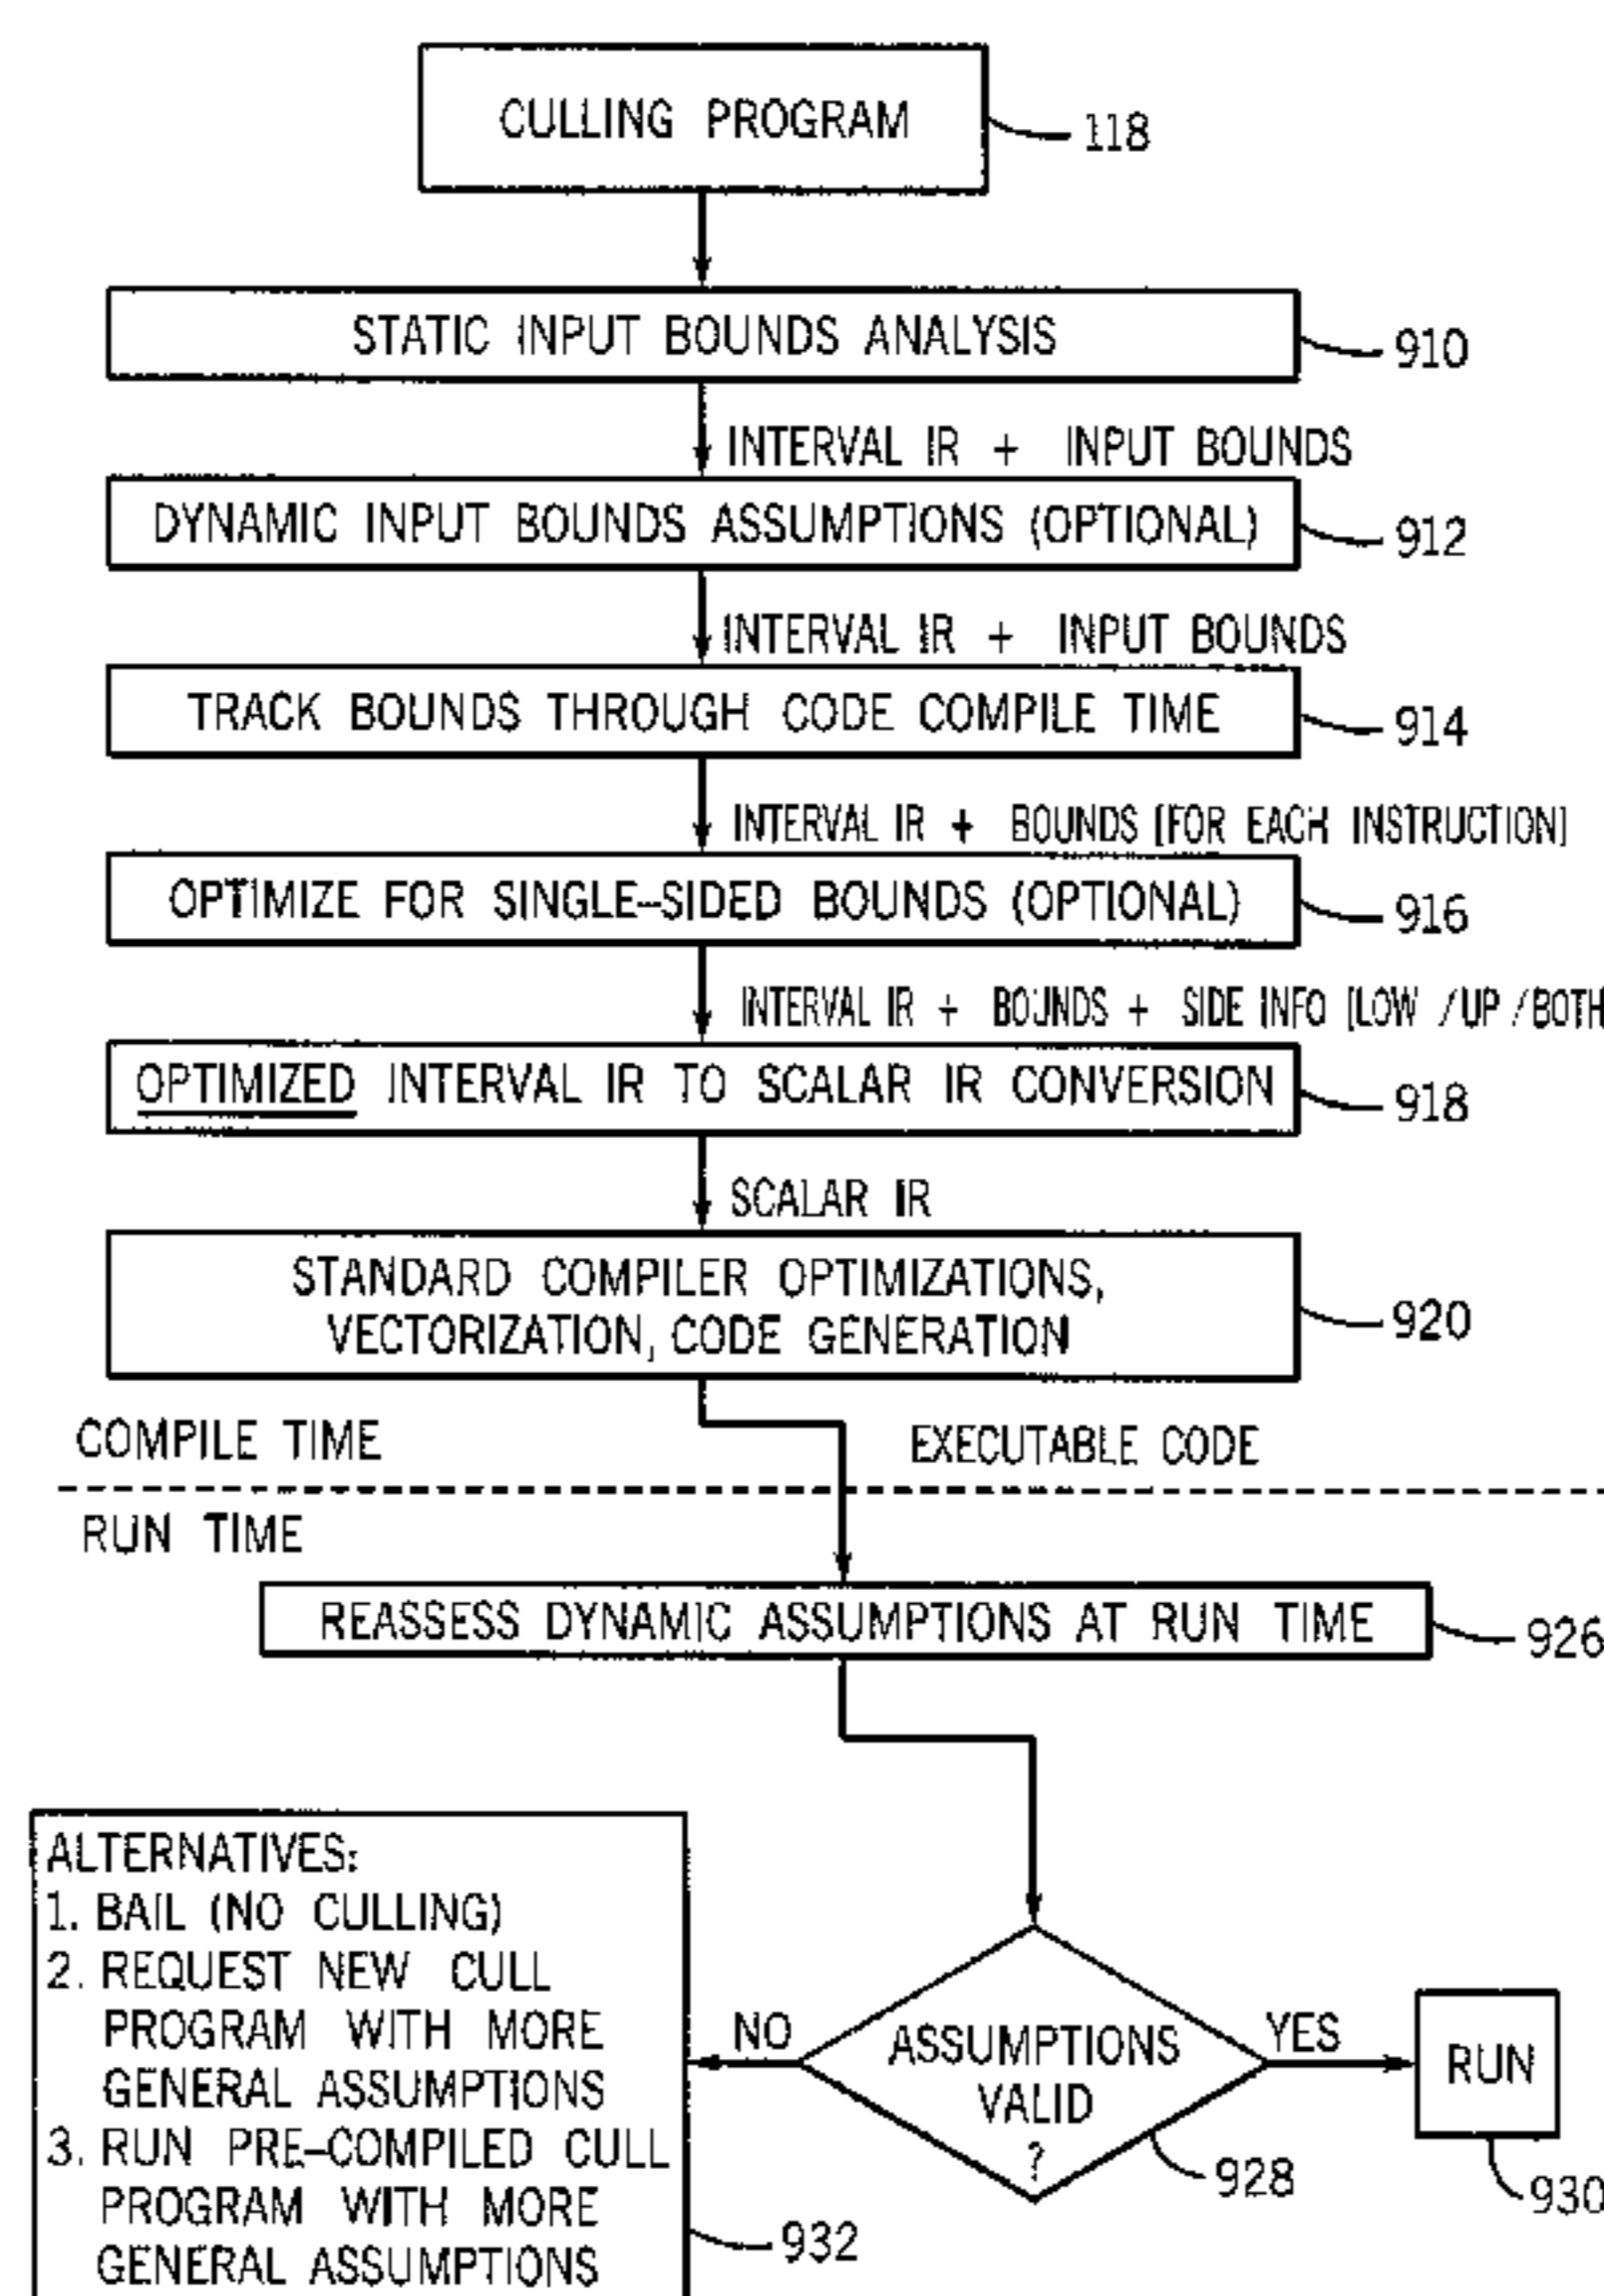 CULLING PROGRAM
118
STATIC INPUT BOUNDS ANALYSIS
910
INTERVAL IR + INPUT BOUNDS
DYNAMIC INPUT BOUNDS ASSUMPTIONS (OPTIONAL)
912
INTERVAL IR + INPUT BOUNDS
TRACK BOUNDS THROUGH CODE COMPILE TIME
914
INTERVAL IR + BOUNDS [FOR EACH INSTRUCTION]
OPTIMIZE FOR SINGLE-SIDED BOUNDS (OPTIONAL)
916
INTERVAL IR + BOUNDS + SIDE INFO [LOW /UP /BOTH
OPTIMIZED INTERVAL IR TO SCALAR IR CONVERSION
918
SCALAR IR
STANDARD COMPILER OPTIMIZATIONS,
VECTORIZATION, CODE GENERATION
920
COMPILE TIME
EXECUTABLE CODE
RUN TIME
REASSESS DYNAMIC ASSUMPTIONS AT RUN TIME
926
ALTERNATIVES:
1. BAIL (NO CULLING)
2. REQUEST NEW CULL
PROGRAM WITH MORE
GENERAL ASSUMPTIONS
3. RUN PRE-COMPILED CULL
PROGRAM WITH MORE
GENERAL ASSUMPTIONS
932
NO
ASSUMPTIONS
VALID
?
928
YES
RUN
930